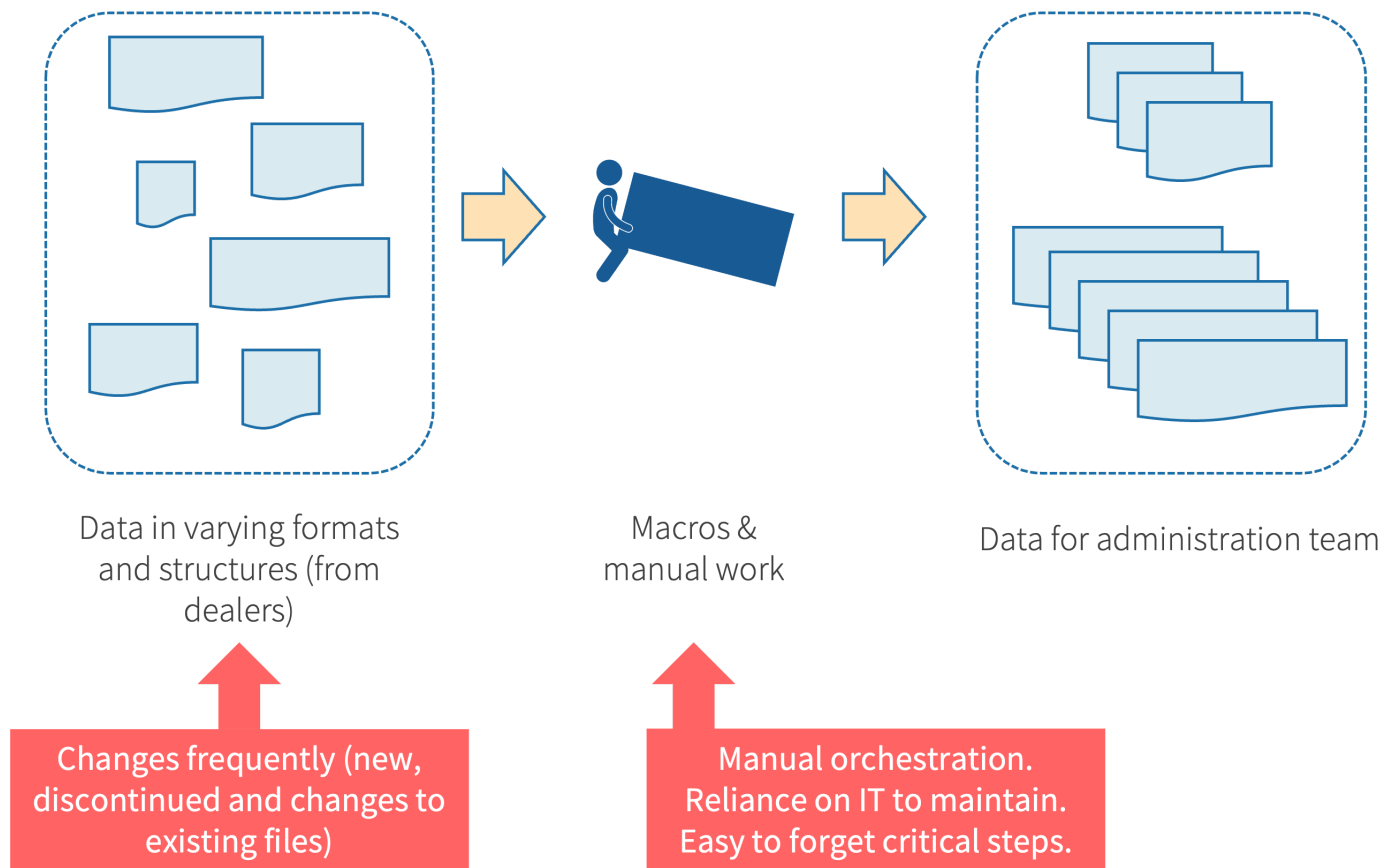 Data in varying formats
and structures (from
dealers)
Macros &
manual work
Data for administration team
Changes frequently (new,
discontinued and changes to
existing files)
Manual orchestration.
Reliance on IT to maintain.
Easy to forget critical steps.